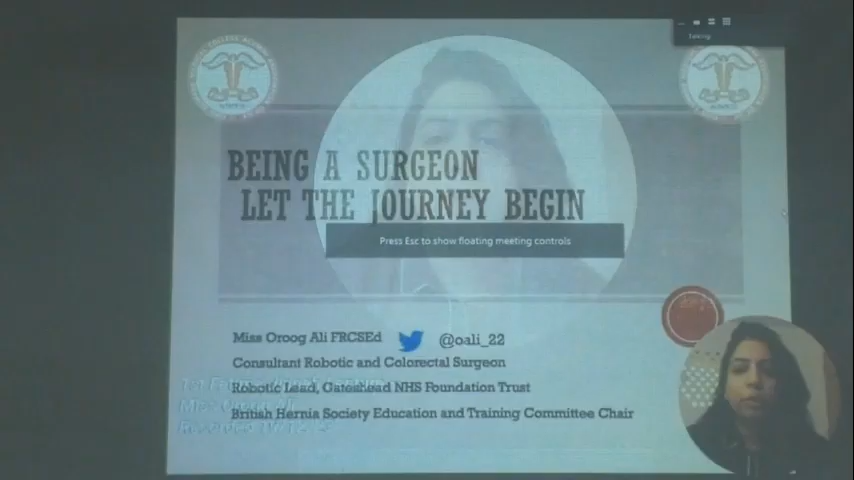 Talking
BEING A SURGEON
LET THE JOURNEY BEGIN
Press Esc to show floating meeting controls
Miss Oroog Ali FRCSEd
@oali_22
Consultant Robotic and Colorectal Surgeon
Robotic Lead, Gateshead NHS Foundation Trust
British Hernia Society Education and Training Committee Chair